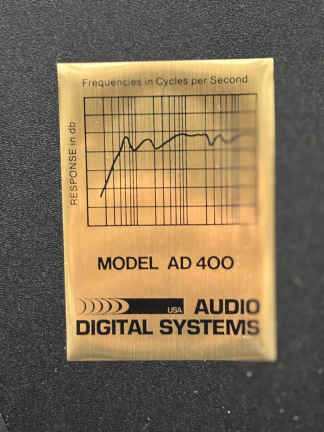 Frequencies in Cycles per Second
RESPONSE in db
MODEL AD 400
USA AUDIO
DIGITAL SYSTEMS